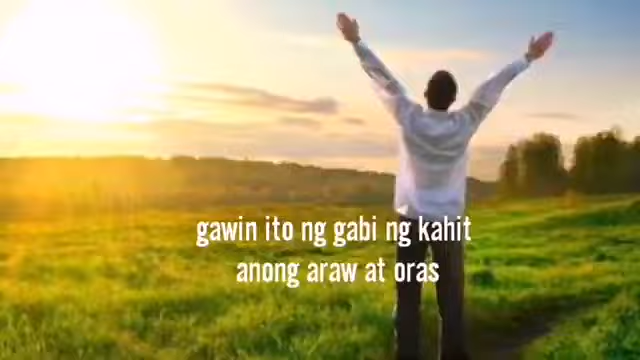 gawin ito ng gabi ng kahit
anong araw at oras